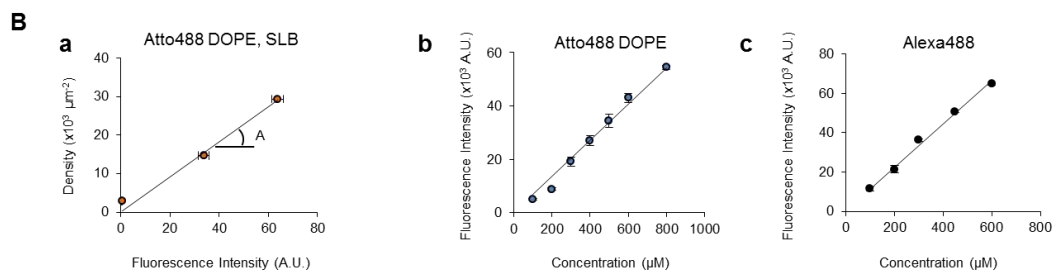 B
a
Atto488 DOPE, SLB
Density (x10³ µm⁻²)
40
30
20
10
0
A
0 20 40 60 80
Fluorescence Intensity (A.U.)
b
Atto488 DOPE
Fluorescence Intensity (x10³ A.U.)
60
40
20
0
0 200 400 600 800 1000
Concentration (µM)
c
Alexa488
Fluorescence Intensity (x10³ A.U.)
80
60
40
20
0
0 200 400 600 800
Concentration (µM)